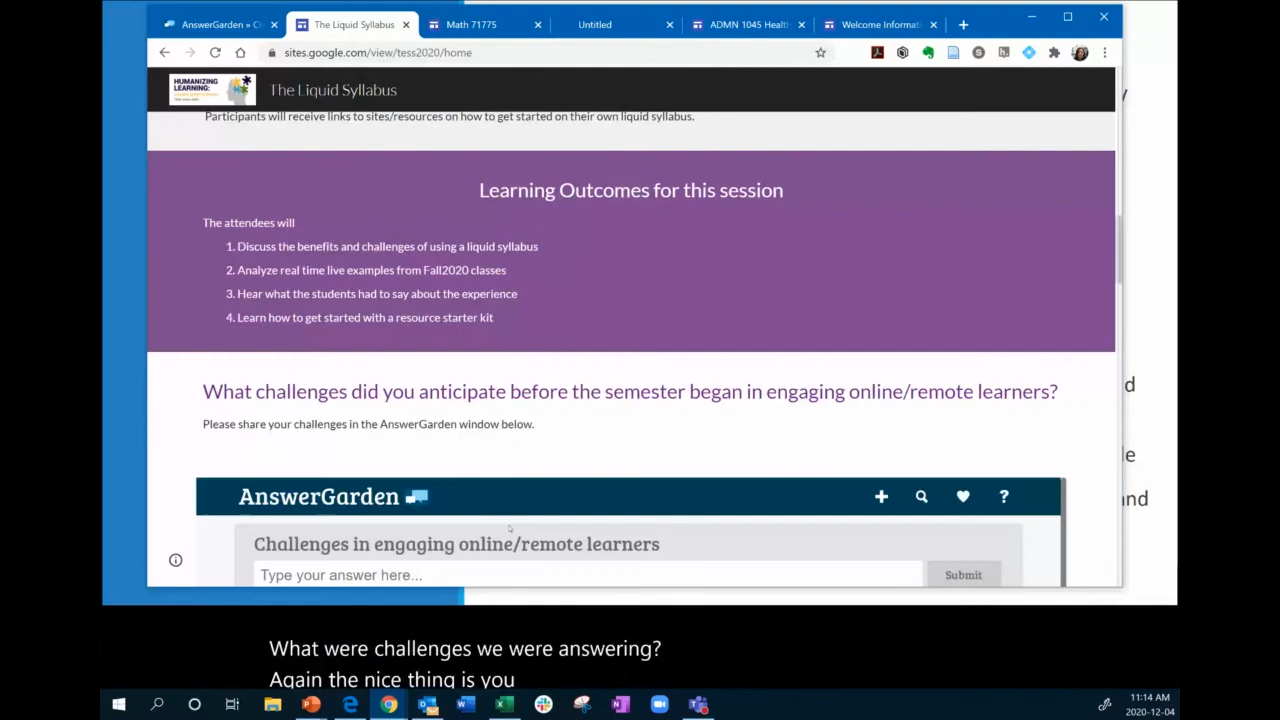 AnswerGarden » Cl
The Liquid Syllabus
Math 71775
Untitled
ADMN 1045 Healt
Welcome Informat
sites.google.com/view/tess2020/home
HUMANIZING
LEARNING:
The Liquid Syllabus
Participants will receive links to sites/resources on how to get started on their own liquid syllabus.
Learning Outcomes for this session
The attendees will
1. Discuss the benefits and challenges of using a liquid syllabus
2. Analyze real time live examples from Fall2020 classes
3. Hear what the students had to say about the experience
4. Learn how to get started with a resource starter kit
What challenges did you anticipate before the semester began in engaging online/remote learners?
Please share your challenges in the AnswerGarden window below.
AnswerGarden
Challenges in engaging online/remote learners
Type your answer here...
Submit
y
d
le
and
What were challenges we were answering?
Again the nice thing is you
11:14 AM
2020-12-04